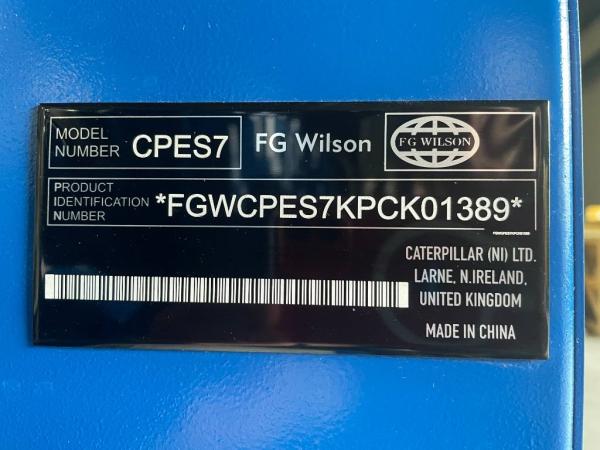 MODEL
NUMBER
CPES7
FG Wilson
FG WILSON
PRODUCT
IDENTIFICATION
NUMBER
*FGWCPES7KPCK01389*
FGWCPES7KPCK01389
CATERPILLAR (NI) LTD.
LARNE, N.IRELAND,
UNITED KINGDOM
MADE IN CHINA